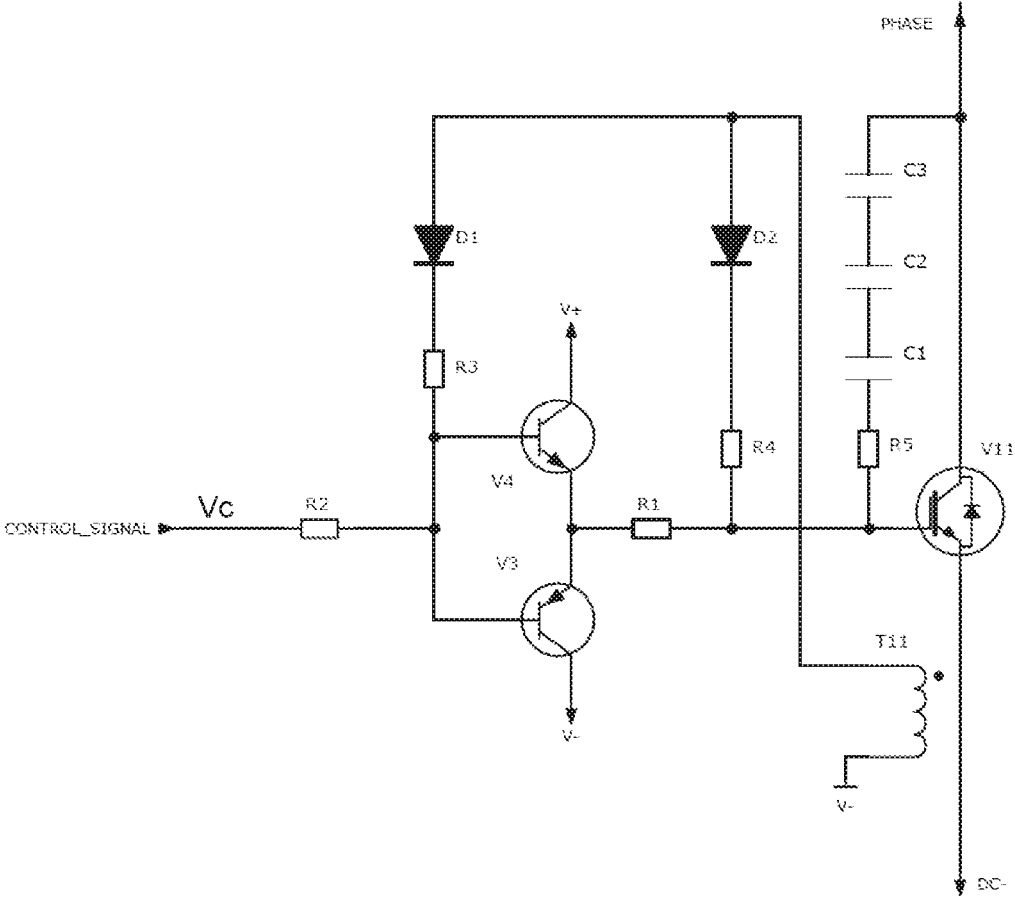 PHASE
C3
D1
D2
C2
V+
C1
R3
R4
R5
V11
V4
Vc
R2
R1
CONTROL_SIGNAL
V3
T11
V-
V-
DC-